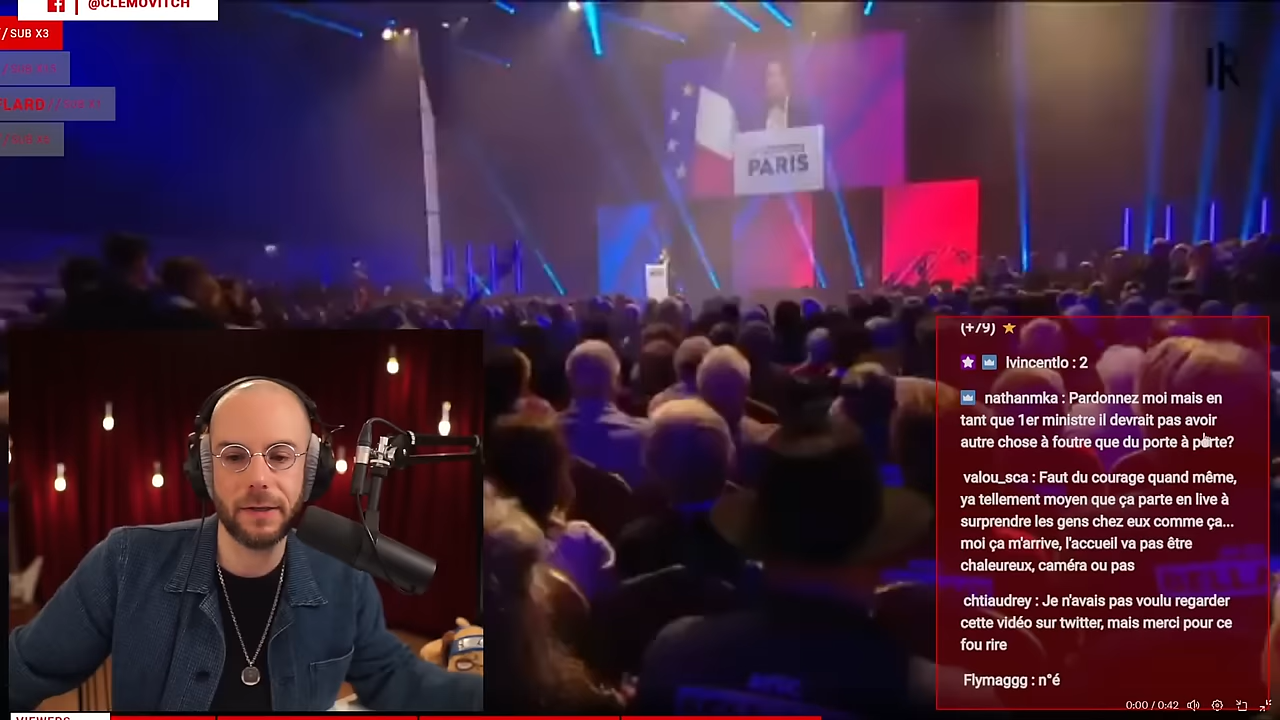 @CLEMOVITCH
// SUB X3
// SUB
FLARD // SUB
// SUB
PARIS
(+79)
lvincentlo : 2
nathanmka : Pardonnez moi mais en
tant que 1er ministre il devrait pas avoir
autre chose à foutre que du porte à porte?
valou_sca : Faut du courage quand même,
ya tellement moyen que ça parte en live à
surprendre les gens chez eux comme ça...
moi ça m'arrive, l'accueil va pas être
chaleureux, caméra ou pas
chtiaudrey : Je n'avais pas voulu regarder
cette vidéo sur twitter, mais merci pour ce
fou rire
Flymaggg : n°é
0:00 / 0:42
VIEWERS